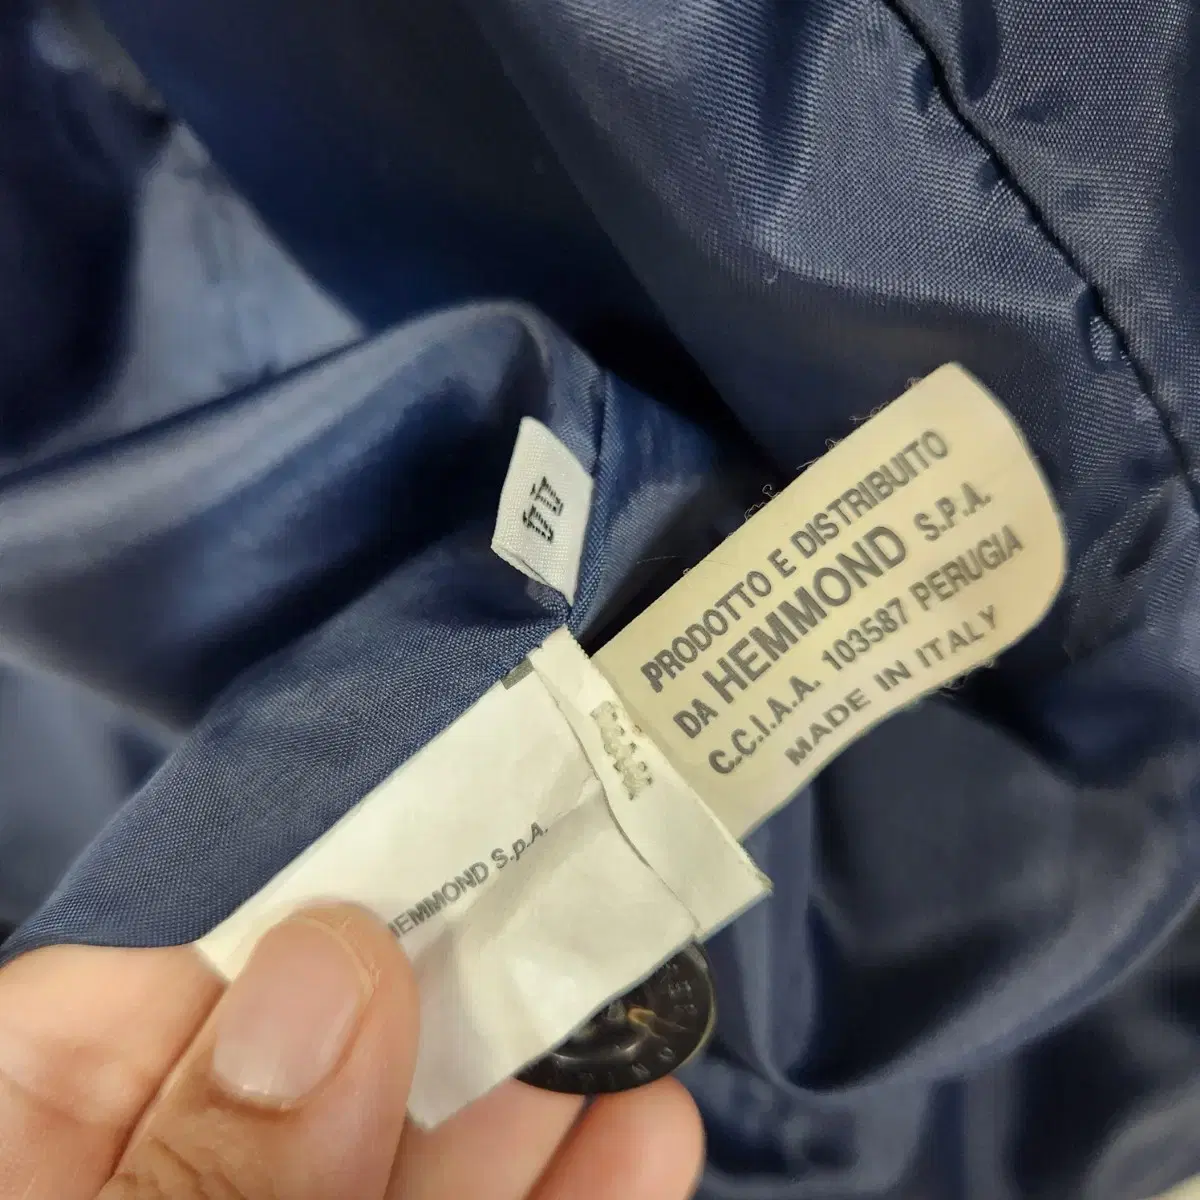 PRODOTTO E DISTRIBUITO
DA HEMMOND S.P.A.
C.C.I.A.A. 103587 PERUGIA
MADE IN ITALY
HEMMOND S.p.A.